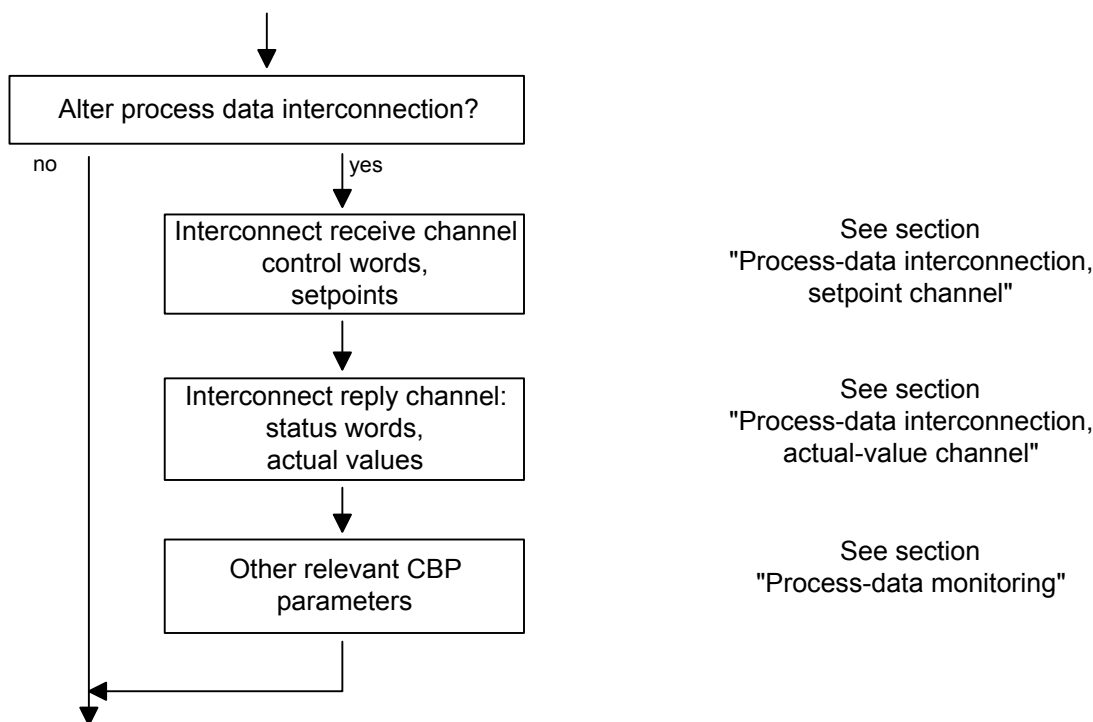 Alter process data interconnection?
no
yes
Interconnect receive channel
control words,
setpoints
See section
"Process-data interconnection,
setpoint channel"
Interconnect reply channel:
status words,
actual values
See section
"Process-data interconnection,
actual-value channel"
Other relevant CBP
parameters
See section
"Process-data monitoring"